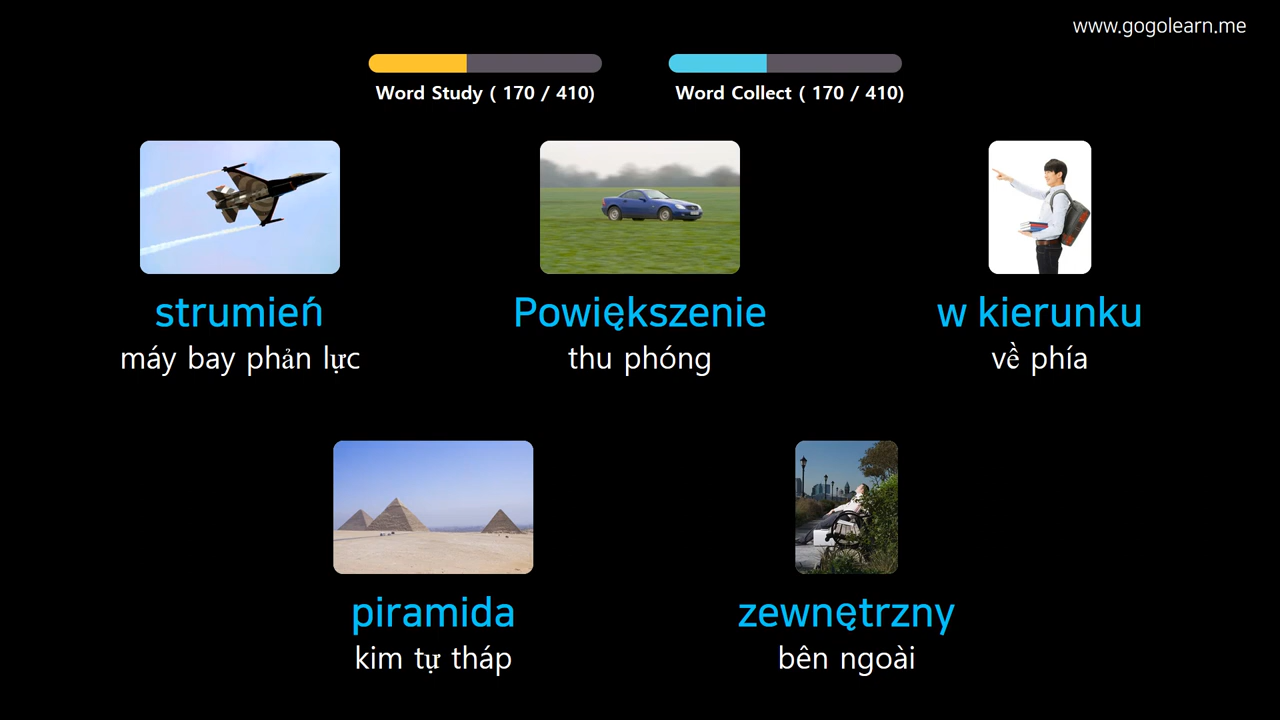 www.gogolearn.me
Word Study ( 170 / 410)
Word Collect ( 170 / 410)
strumień
máy bay phản lực
Powiększenie
thu phóng
w kierunku
về phía
piramida
kim tự tháp
zewnętrzny
bên ngoài